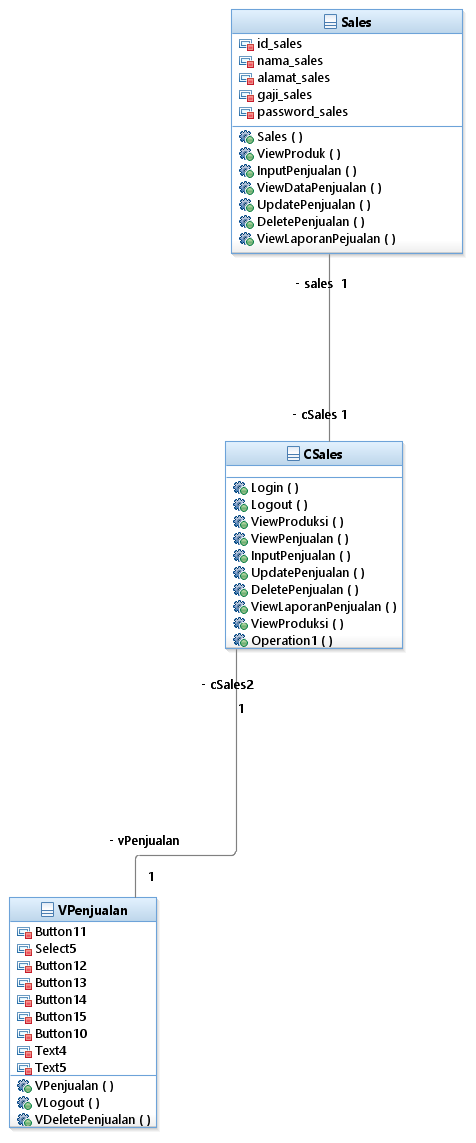 Sales
id_sales
nama_sales
alamat_sales
gaji_sales
password_sales
Sales ( )
ViewProduk ( )
InputPenjualan ( )
ViewDataPenjualan ( )
UpdatePenjualan ( )
DeletePenjualan ( )
ViewLaporanPejualan ( )
- sales 1
- cSales 1
CSales
Login ( )
Logout ( )
ViewProduksi ( )
ViewPenjualan ( )
InputPenjualan ( )
UpdatePenjualan ( )
DeletePenjualan ( )
ViewLaporanPenjualan ( )
ViewProduksi ( )
Operation1 ( )
- cSales2
1
- vPenjualan
1
VPenjualan
Button11
Select5
Button12
Button13
Button14
Button15
Button10
Text4
Text5
VPenjualan ( )
VLogout ( )
VDeletePenjualan ( )